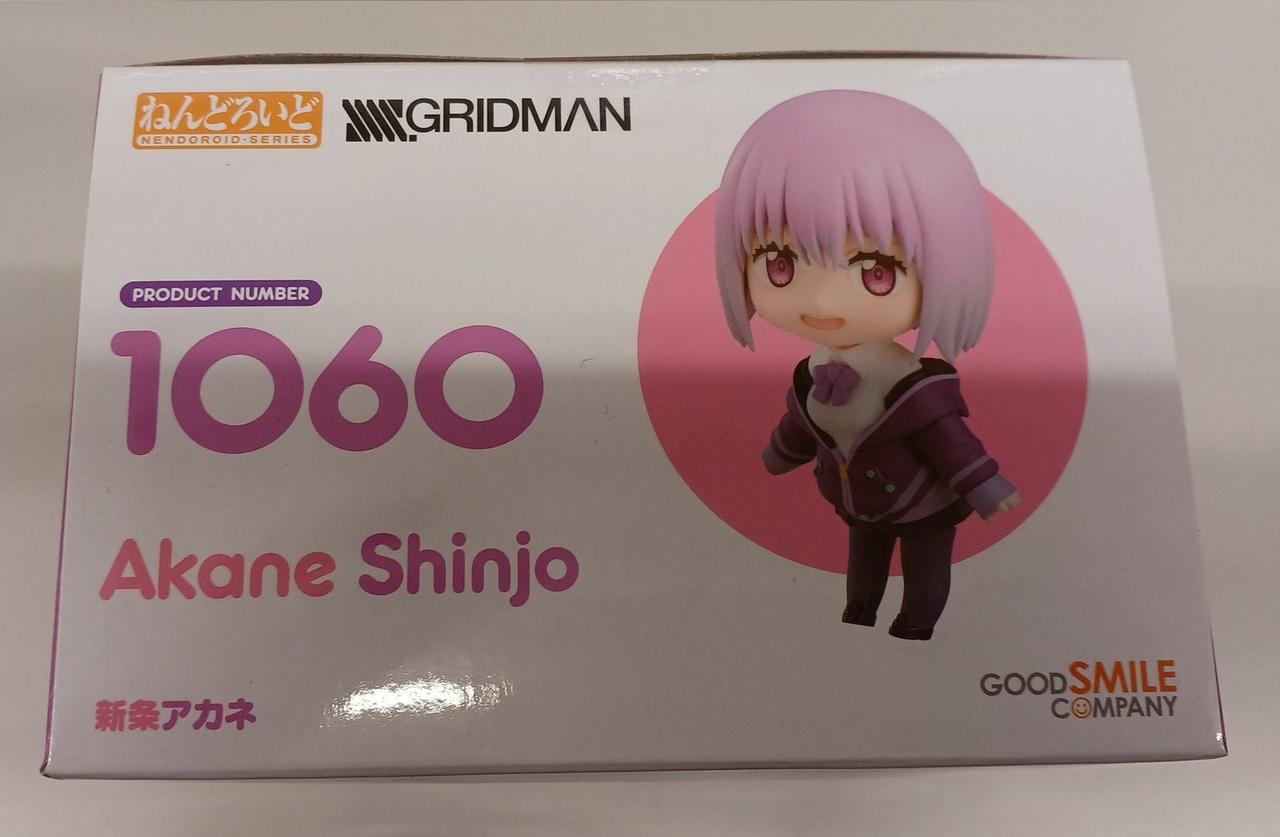 ねんどろいど
NENDOROID-SERIES
SSSS.GRIDMAN
PRODUCT NUMBER
1060
Akane Shinjo
新条アカネ
GOOD SMILE
COMPANY